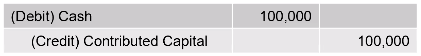 (Debit) Cash 100,000
(Credit) Contributed Capital 100,000